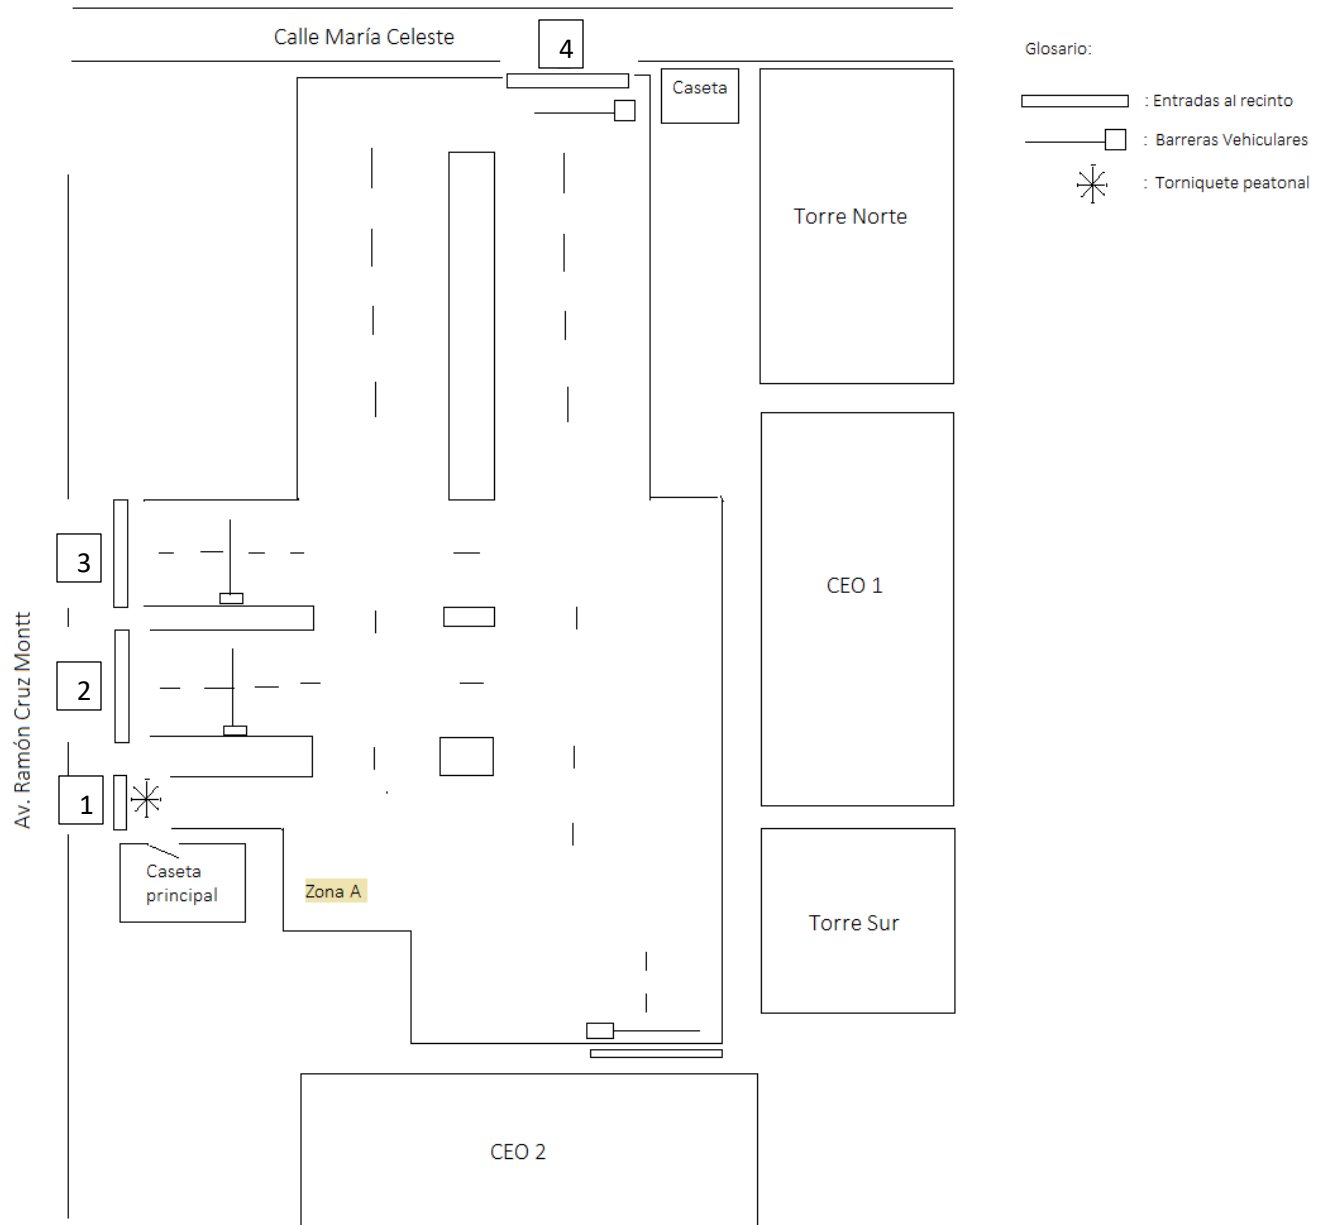 Calle María Celeste
4
Glosario:
Caseta
: Entradas al recinto
: Barreras Vehiculares
: Torniquete peatonal
Torre Norte
3
CEO 1
Av. Ramón Cruz Montt
2
1
Caseta
principal
Zona A
Torre Sur
CEO 2